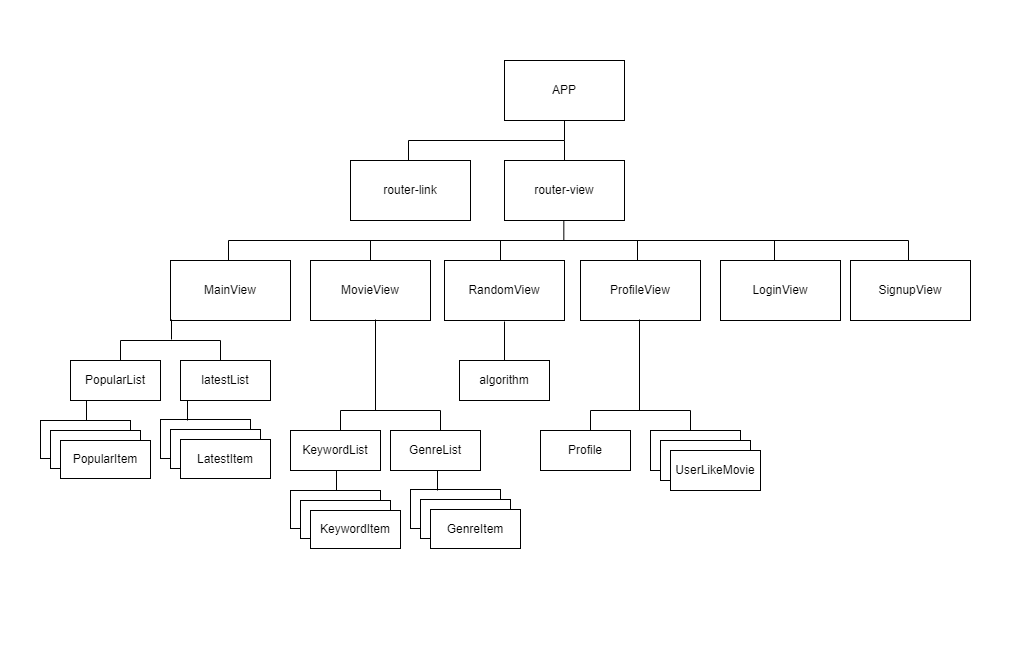 APP
router-link
router-view
MainView
MovieView
RandomView
ProfileView
LoginView
SignupView
PopularList
latestList
algorithm
KeywordList
GenreList
Profile
PopularItem
LatestItem
UserLikeMovie
KeywordItem
GenreItem